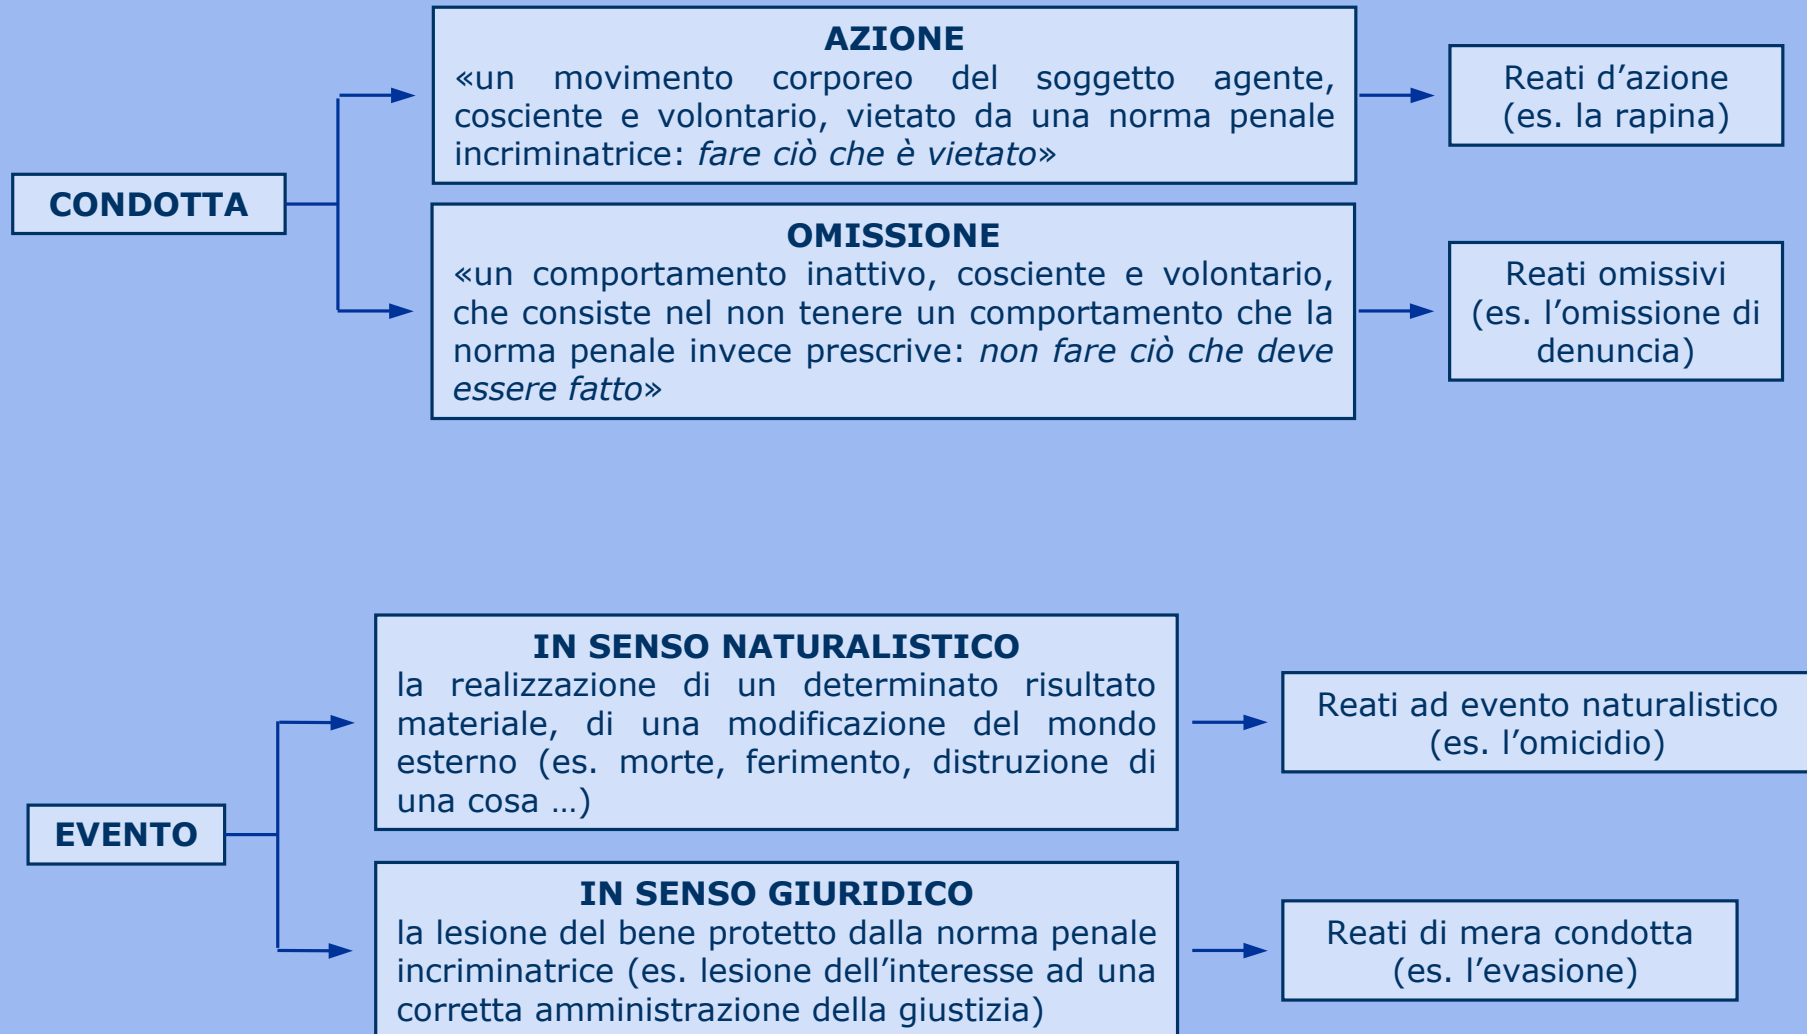 AZIONE
«un movimento corporeo del soggetto agente,
cosciente e volontario, vietato da una norma penale
incriminatrice: fare ciò che è vietato»
Reati d’azione
(es. la rapina)
CONDOTTA
OMISSIONE
«un comportamento inattivo, cosciente e volontario,
che consiste nel non tenere un comportamento che la
norma penale invece prescrive: non fare ciò che deve
essere fatto»
Reati omissivi
(es. l’omissione di
denuncia)
IN SENSO NATURALISTICO
la realizzazione di un determinato risultato
materiale, di una modificazione del mondo
esterno (es. morte, ferimento, distruzione di
una cosa …)
Reati ad evento naturalistico
(es. l’omicidio)
EVENTO
IN SENSO GIURIDICO
la lesione del bene protetto dalla norma penale
incriminatrice (es. lesione dell’interesse ad una
corretta amministrazione della giustizia)
Reati di mera condotta
(es. l’evasione)